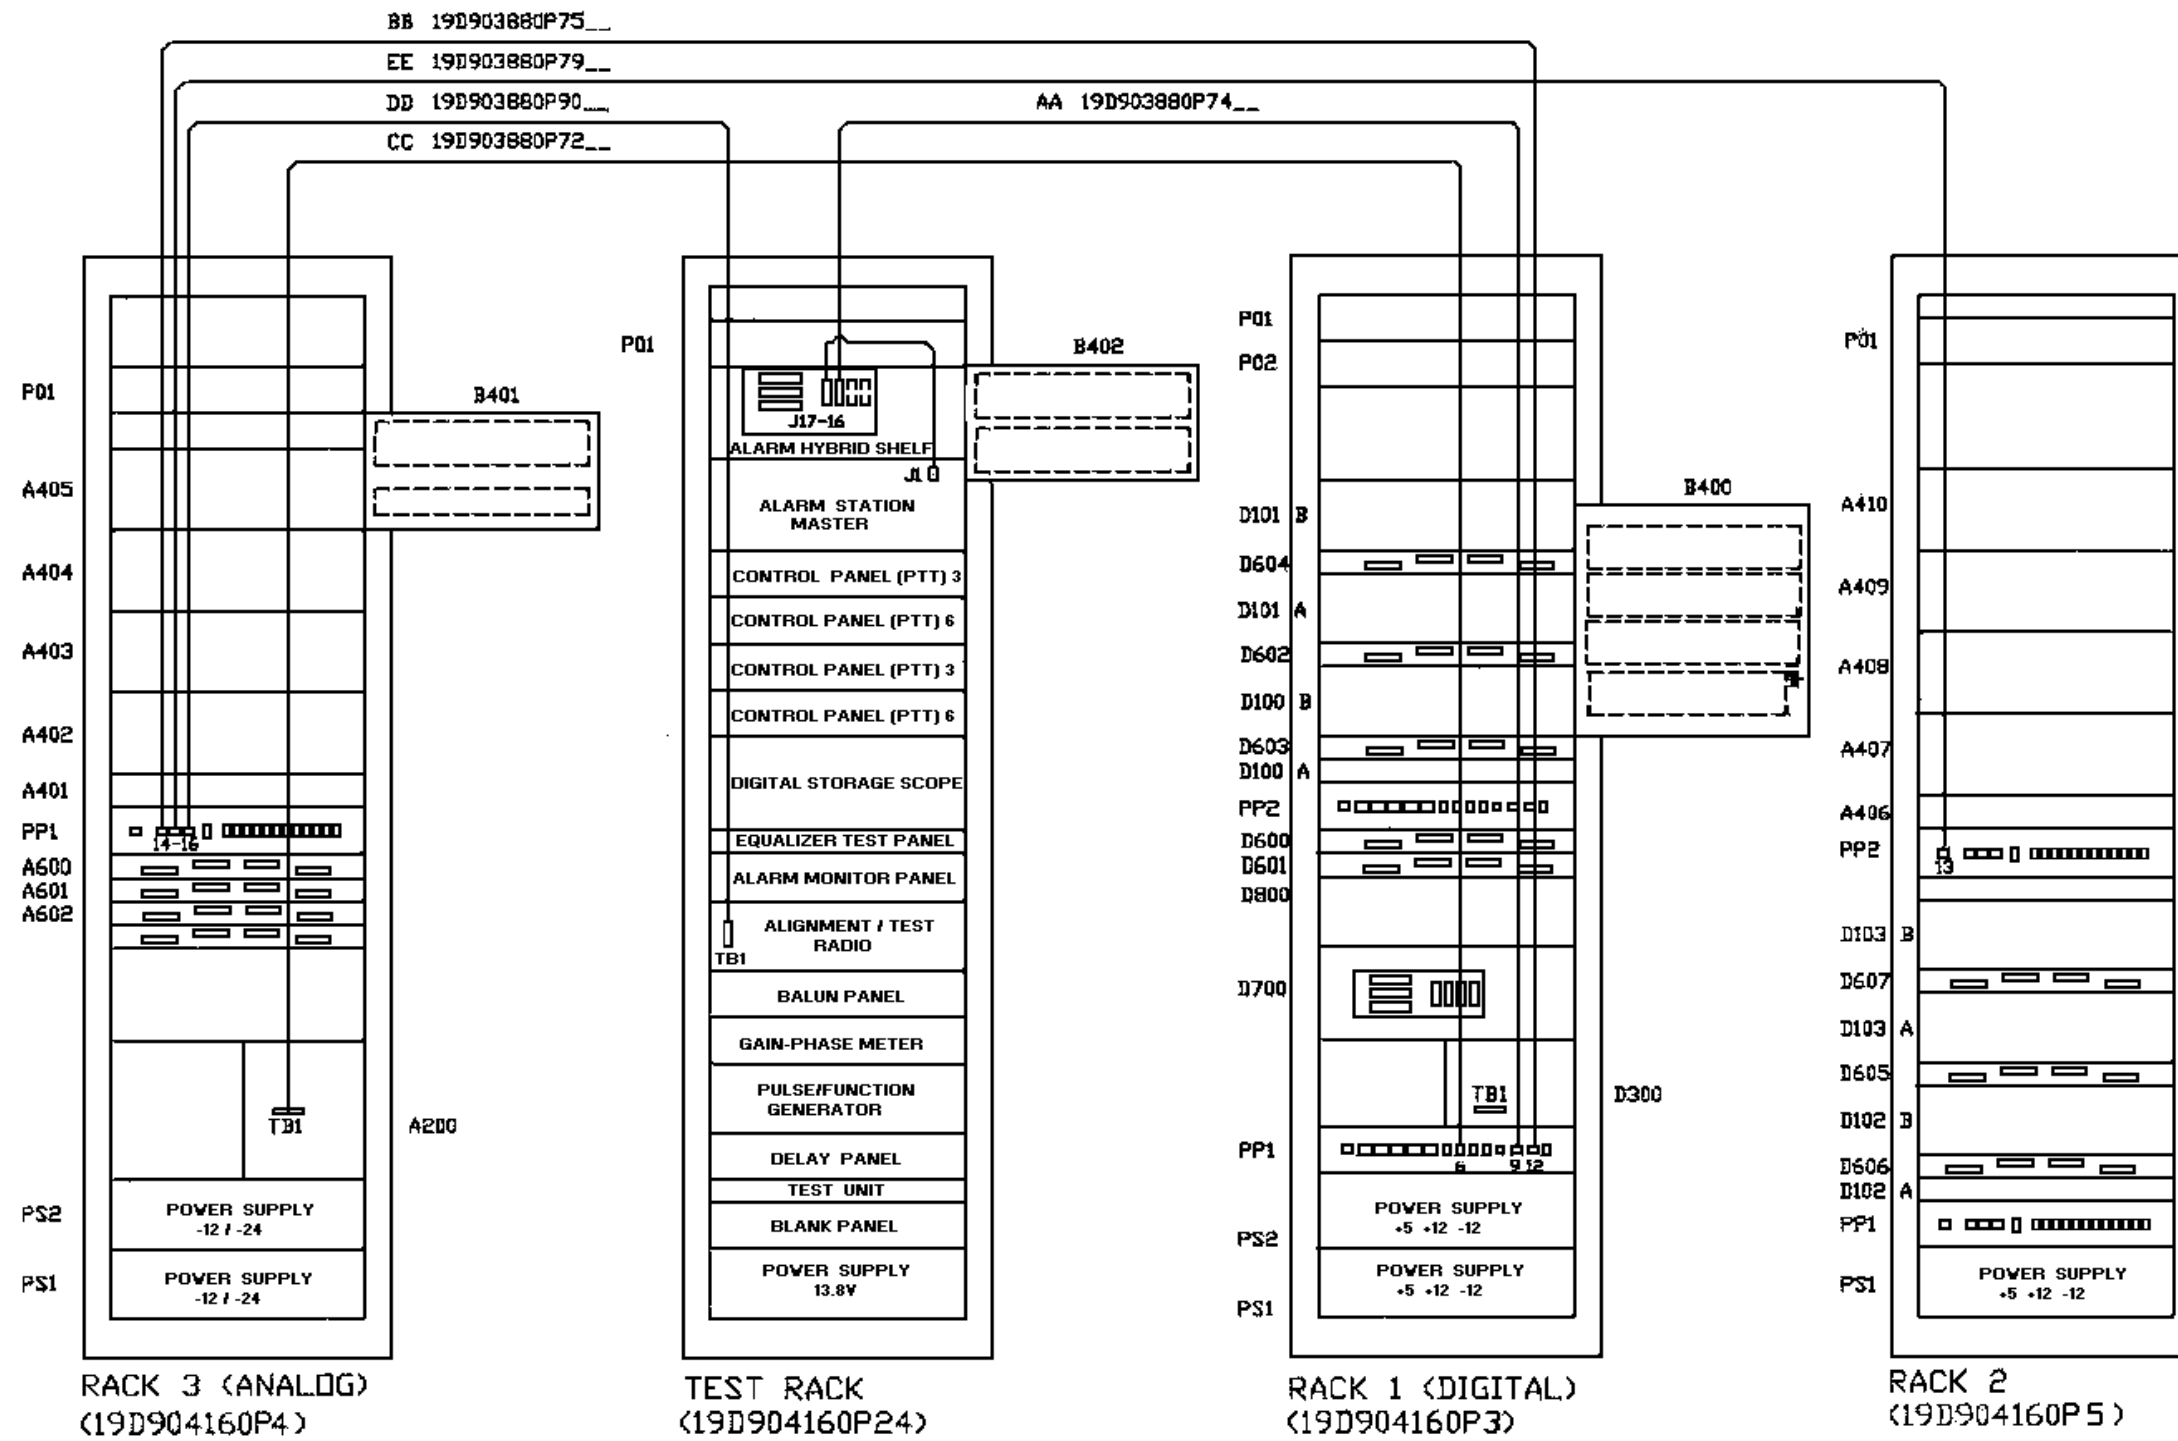 BB 19D903880P75__
EE 19D903880P79__
DD 19D903880P90__
AA 19D903880P74__
CC 19D903880P72__
P01
B401
A405
A404
A403
A402
A401
PP1
14-16
A600
A601
A602
TB1
A200
PS2
POWER SUPPLY
-12 / -24
PS1
POWER SUPPLY
-12 / -24
RACK 3 (ANALOG)
(19D904160P4)
P01
B402
J17-16
ALARM HYBRID SHELF
J1
ALARM STATION
MASTER
CONTROL PANEL (PTT) 3
CONTROL PANEL (PTT) 6
CONTROL PANEL (PTT) 3
CONTROL PANEL (PTT) 6
DIGITAL STORAGE SCOPE
EQUALIZER TEST PANEL
ALARM MONITOR PANEL
ALIGNMENT / TEST
RADIO
TB1
BALUN PANEL
GAIN-PHASE METER
PULSE/FUNCTION
GENERATOR
DELAY PANEL
TEST UNIT
BLANK PANEL
POWER SUPPLY
13.8V
TEST RACK
(19D904160P24)
P01
P02
B400
D101 B
D604
D101 A
D602
D100 B
D603
D100 A
PP2
D600
D601
D800
D700
TB1
D300
PP1
6 9 12
POWER SUPPLY
+5 +12 -12
PS2
POWER SUPPLY
+5 +12 -12
PS1
RACK 1 (DIGITAL)
(19D904160P3)
P01
A410
A409
A408
A407
A406
PP2
13
D103 B
D607
D103 A
D605
D102 B
D606
D102 A
PP1
PS1
POWER SUPPLY
+5 +12 -12
RACK 2
(19D904160P5)